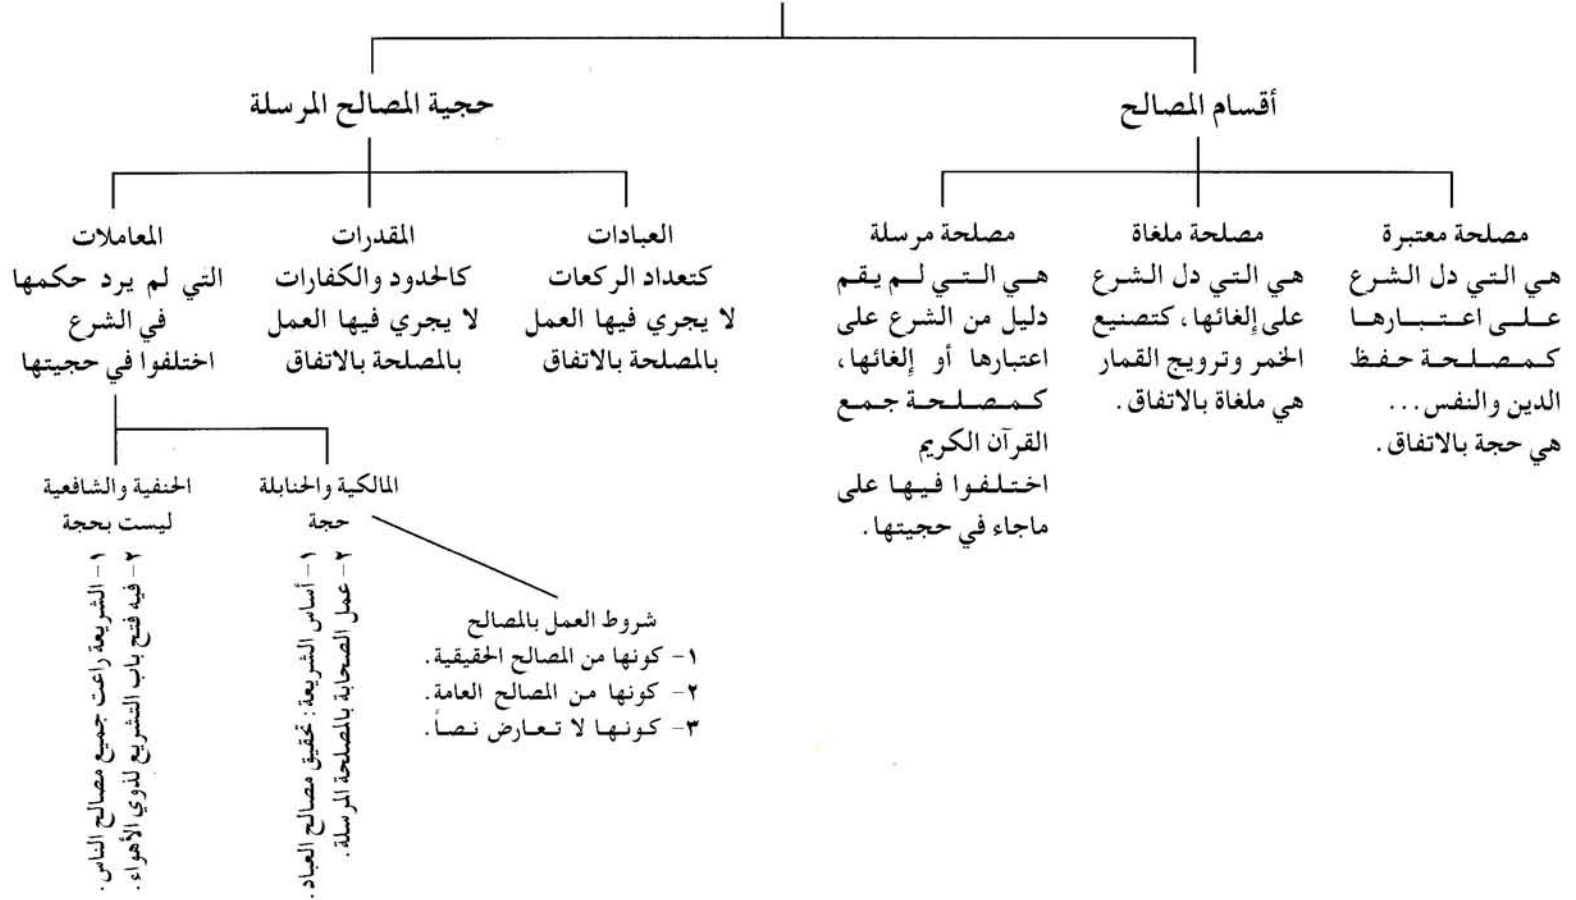 أقسام المصالح
مصلحة معتبرة
هي التي دل الشرع
على اعتبارها
كمصلحة حفظ
الدين والنفس...
هي حجة بالاتفاق.
مصلحة ملغاة
هي التي دل الشرع
على إِلغائها، كتصنيع
الخمر وترويج القمار
هي ملغاة بالاتفاق.
مصلحة مرسلة
هي التي لم يقم
دليل من الشرع على
اعتبارها أو إِلغائها،
كمصلحة جمع
القرآن الكريم
اختلفوا فيها على
ماجاء في حجيتها.
حجية المصالح المرسلة
العبادات
كتعداد الركعات
لا يجري فيها العمل
بالمصلحة بالاتفاق
المقدرات
كالحدود والكفارات
لا يجري فيها العمل
بالمصلحة بالاتفاق
المعاملات
التي لم يرد حكمها
في الشرع
اختلفوا في حجيتها
المالكية والحنابلة
حجة
١- أساس الشريعة: تحقيق مصالح العباد.
٢- عمل الصحابة بالمصلحة المرسلة.
شروط العمل بالمصالح
١- كونها من المصالح الحقيقية.
٢- كونها من المصالح العامة.
٣- كونها لا تعارض نصاً.
الحنفية والشافعية
ليست بحجة
١- الشريعة راعت جميع مصالح الناس.
٢- فيه فتح باب التشريع لذوي الأهواء.